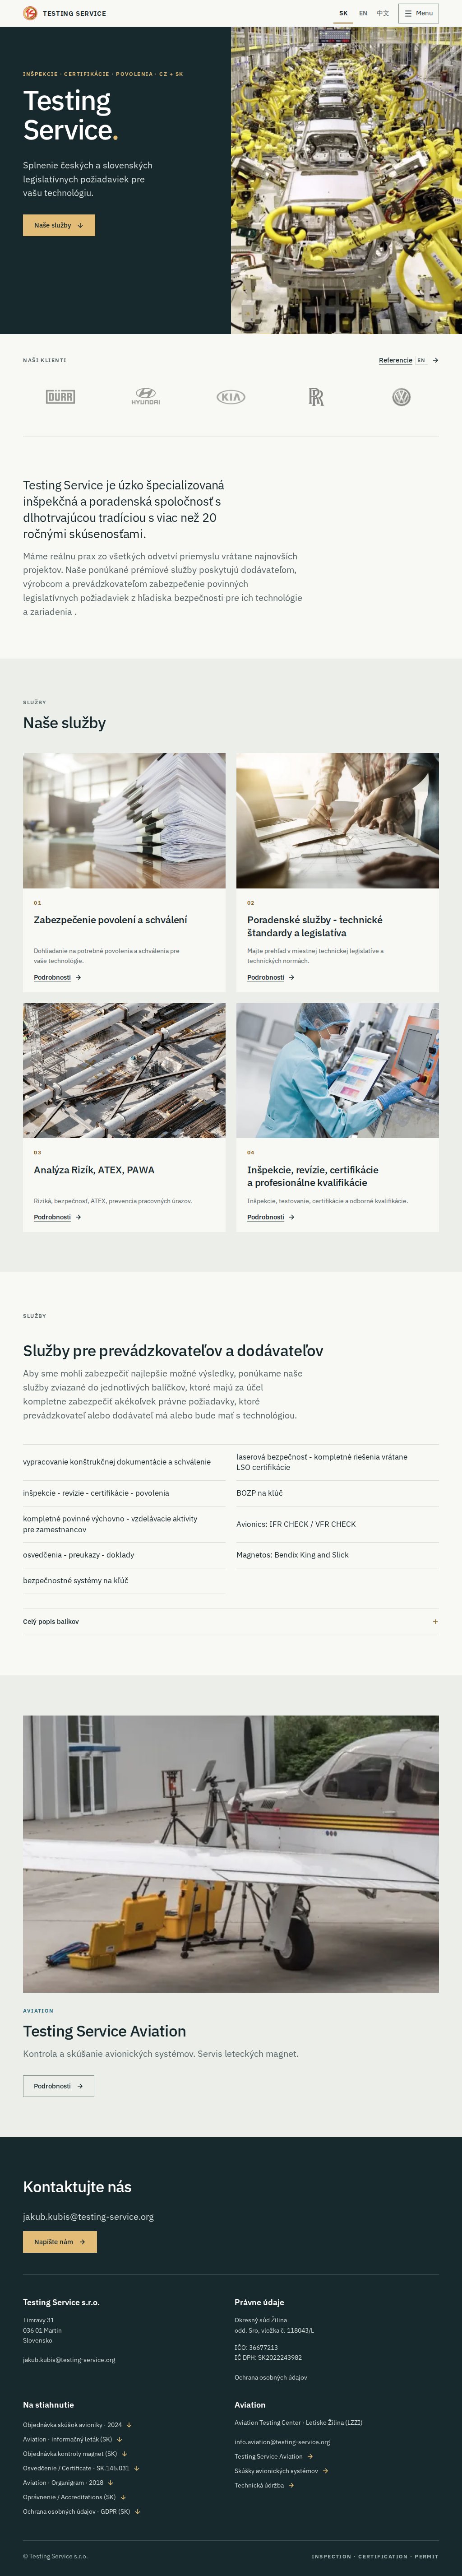 TESTING SERVICE
SK EN 中文 Menu
INŠPEKCIE · CERTIFIKÁCIE · POVOLENIA · CZ + SK
Testing
Service.
Splnenie českých a slovenských
legislatívnych požiadaviek pre
vašu technológiu.
Naše služby
NAŠI KLIENTI
Referencie EN
DÜRR
HYUNDAI
KIA
Testing Service je úzko špecializovaná
inšpekčná a poradenská spoločnosť s
dlhotrvájúcou tradíciou s viac než 20
ročnými skúsenosťami.
Máme reálnu prax zo všetkých odvetví priemyslu vrátane najnovších
projektov. Naše ponúkané prémiové služby poskytujú dodávateľom,
výrobcom a prevádzkovateľom zabezpečenie povinných
legislatívnych požiadaviek z hľadiska bezpečnosti pre ich technológie
a zariadenia .
SLUŽBY
Naše služby
01
Zabezpečenie povolení a schválení
Dohliadanie na potrebné povolenia a schválenia pre
vaše technológie.
Podrobnosti
02
Poradenské služby - technické
štandardy a legislatíva
Majte prehľad v miestnej technickej legislatíve a
technických normách.
Podrobnosti
03
Analýza Rizík, ATEX, PAWA
Riziká, bezpečnosť, ATEX, prevencia pracovných úrazov.
Podrobnosti
04
Inšpekcie, revízie, certifikácie
a profesionálne kvalifikácie
Inšpekcie, testovanie, certifikácie a odborné kvalifikácie.
Podrobnosti
SLUŽBY
Služby pre prevádzkovateľov a dodávateľov
Aby sme mohli zabezpečiť najlepšie možné výsledky, ponúkame naše
služby zviazané do jednotlivých balíčkov, ktoré majú za účel
kompletne zabezpečiť akékoľvek právne požiadavky, ktoré
prevádzkovateľ alebo dodávateľ má alebo bude mať s technológiou.
vypracovanie konštrukčnej dokumentácie a schválenie
laserová bezpečnosť - kompletné riešenia vrátane
LSO certifikácie
inšpekcie - revízie - certifikácie - povolenia
BOZP na kľúč
kompletné povinné výchovno - vzdelávacie aktivity
pre zamestnancov
Avionics: IFR CHECK / VFR CHECK
osvedčenia - preukazy - doklady
Magnetos: Bendix King and Slick
bezpečnostné systémy na kľúč
Celý popis balíkov +
AVIATION
Testing Service Aviation
Kontrola a skúšanie avionických systémov. Servis leteckých magnet.
Podrobnosti
Kontaktujte nás
jakub.kubis@testing-service.org
Napíšte nám
Testing Service s.r.o.
Timravy 31
036 01 Martin
Slovensko
jakub.kubis@testing-service.org
Právne údaje
Okresný súd Žilina
odd. Sro, vložka č. 118043/L
IČO: 36677213
IČ DPH: SK2022243982
Ochrana osobných údajov
Na stiahnutie
Objednávka skúšok avioniky · 2024
Aviation · informačný leták (SK)
Objednávka kontroly magnet (SK)
Osvedčenie / Certificate · SK.145.031
Aviation · Organigram · 2018
Oprávnenie / Accreditations (SK)
Ochrana osobných údajov · GDPR (SK)
Aviation
Aviation Testing Center · Letisko Žilina (LZZI)
info.aviation@testing-service.org
Testing Service Aviation
Skúšky avionických systémov
Technická údržba
© Testing Service s.r.o.
INSPECTION · CERTIFICATION · PERMIT